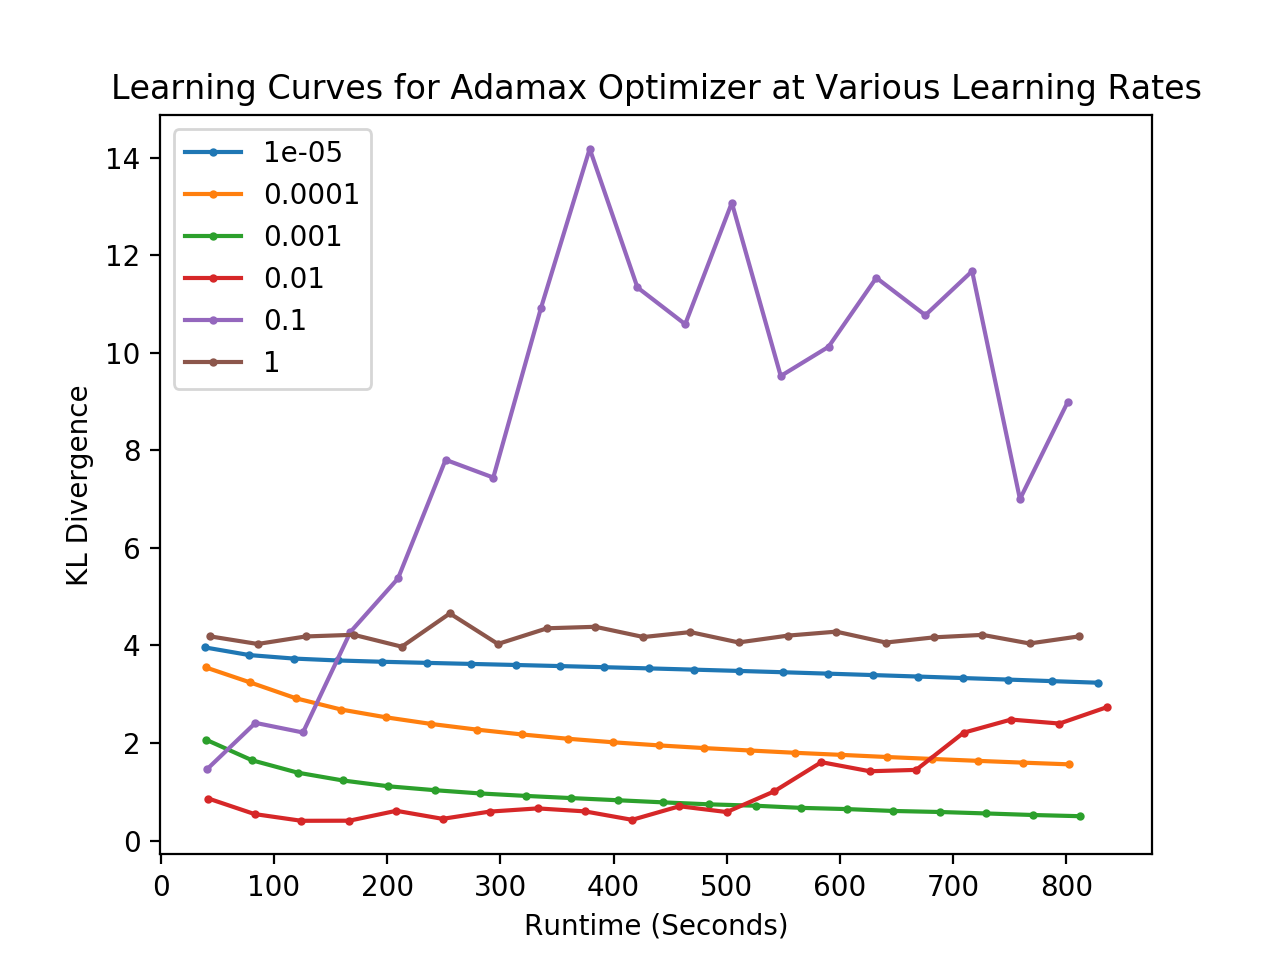 Learning Curves for Adamax Optimizer at Various Learning Rates
1e-05
0.0001
0.001
0.01
0.1
1
14
12
10
8
6
4
2
0
KL Divergence
0 100 200 300 400 500 600 700 800
Runtime (Seconds)